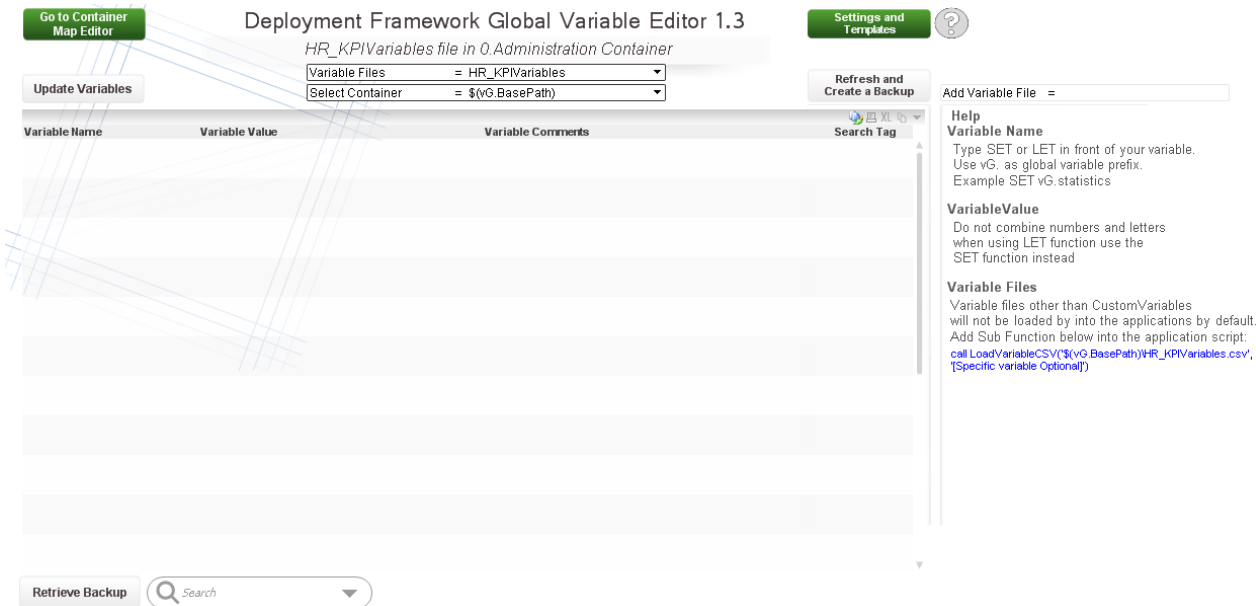 Go to Container
Map Editor
Deployment Framework Global Variable Editor 1.3
Settings and
Templates
?
HR_KPIVariables file in 0.Administration Container
Variable Files = HR_KPIVariables
Select Container = $(vG.BasePath)
Update Variables
Refresh and
Create a Backup
Add Variable File =
XL
Variable Name Variable Value Variable Comments Search Tag
Help
Variable Name
Type SET or LET in front of your variable.
Use vG. as global variable prefix.
Example SET vG.statistics
VariableValue
Do not combine numbers and letters
when using LET function use the
SET function instead
Variable Files
Variable files other than CustomVariables
will not be loaded by into the applications by default.
Add Sub Function below into the application script:
call LoadVariableCSV('$(vG.BasePath)\HR_KPIVariables.csv',
'[Specific variable Optional]')
Retrieve Backup
Search